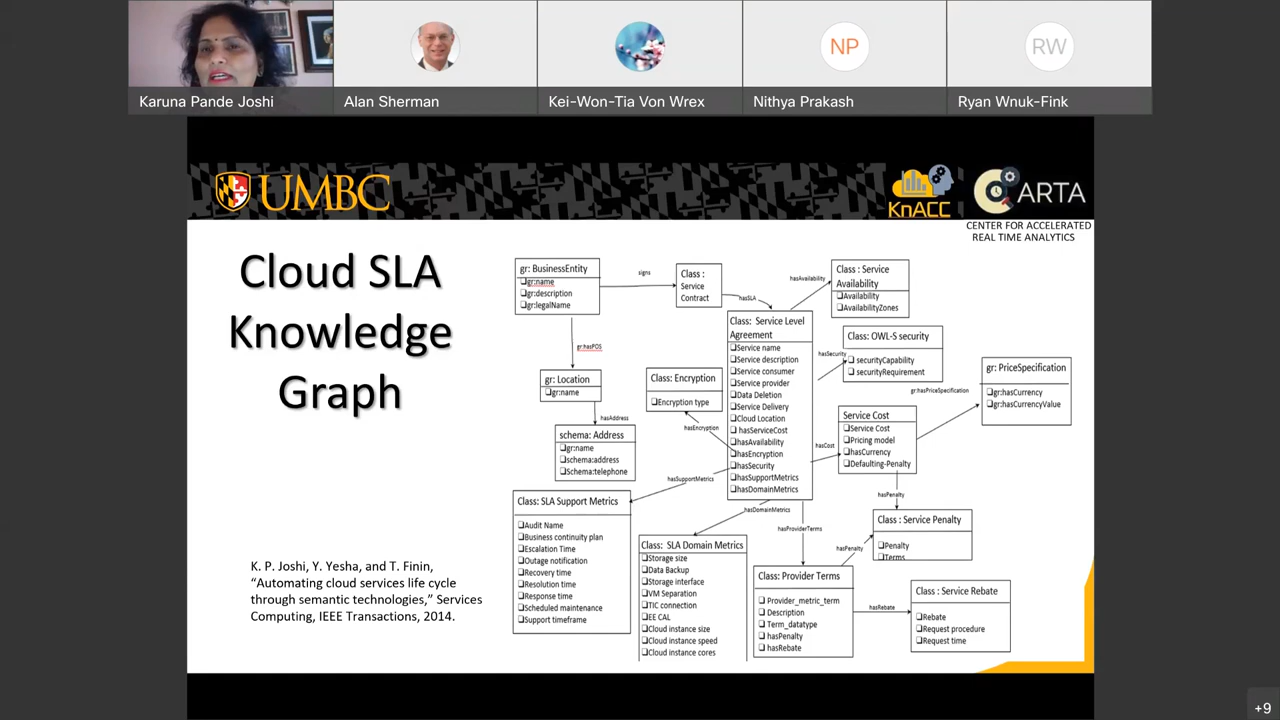 NP
RW
Karuna Pande Joshi
Alan Sherman
Kei-Won-Tia Von Wrex
Nithya Prakash
Ryan Wnuk-Fink
UMBC
KnACC
CARTA
CENTER FOR ACCELERATED
REAL TIME ANALYTICS
Cloud SLA
Knowledge
Graph
gr: BusinessEntity
gr:name
gr:description
gr:legalName
signs
Class :
Service
Contract
hasSLA
hasAvailability
Class : Service
Availability
Availability
AvailabilityZones
gr:hasPOS
gr: Location
gr:name
hasAddress
schema: Address
gr:name
schema:address
Schema:telephone
Class: Encryption
Encryption type
hasEncryption
Class: Service Level
Agreement
Service name
Service description
Service consumer
Service provider
Data Deletion
Service Delivery
Cloud Location
hasServiceCost
hasAvailability
hasEncryption
hasSecurity
hasSupportMetrics
hasDomainMetrics
hasSecurity
Class: OWL-S security
securityCapability
securityRequirement
gr:hasPriceSpecification
gr: PriceSpecification
gr:hasCurrency
gr:hasCurrencyValue
hasCost
Service Cost
Service Cost
Pricing model
hasCurrency
Defaulting-Penalty
hasPenalty
Class : Service Penalty
Penalty
Terms
hasSupportMetrics
Class: SLA Support Metrics
Audit Name
Business continuity plan
Escalation Time
Outage notification
Recovery time
Resolution time
Response time
Scheduled maintenance
Support timeframe
hasDomainMetrics
Class: SLA Domain Metrics
Storage size
Data Backup
Storage interface
VM Separation
TIC connection
EE CAL
Cloud instance size
Cloud instance speed
Cloud instance cores
hasProviderTerms
hasPenalty
Class: Provider Terms
Provider_metric_term
Description
Term_datatype
hasPenalty
hasRebate
hasRebate
Class : Service Rebate
Rebate
Request procedure
Request time
K. P. Joshi, Y. Yesha, and T. Finin,
“Automating cloud services life cycle
through semantic technologies,” Services
Computing, IEEE Transactions, 2014.
+9